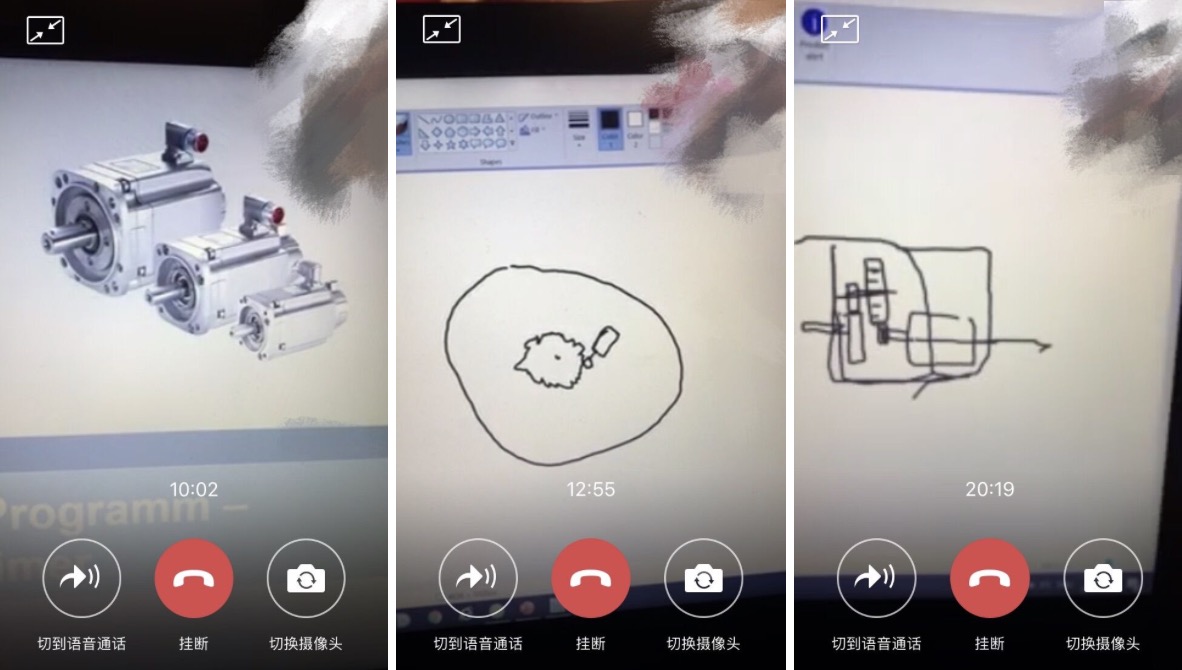 Programm –
10:02
切到语音通话
挂断
切换摄像头
Outline
Fill
Size
Color
1
Color
2
Shapes
12:55
切到语音通话
挂断
切换摄像头
20:19
切到语音通话
挂断
切换摄像头